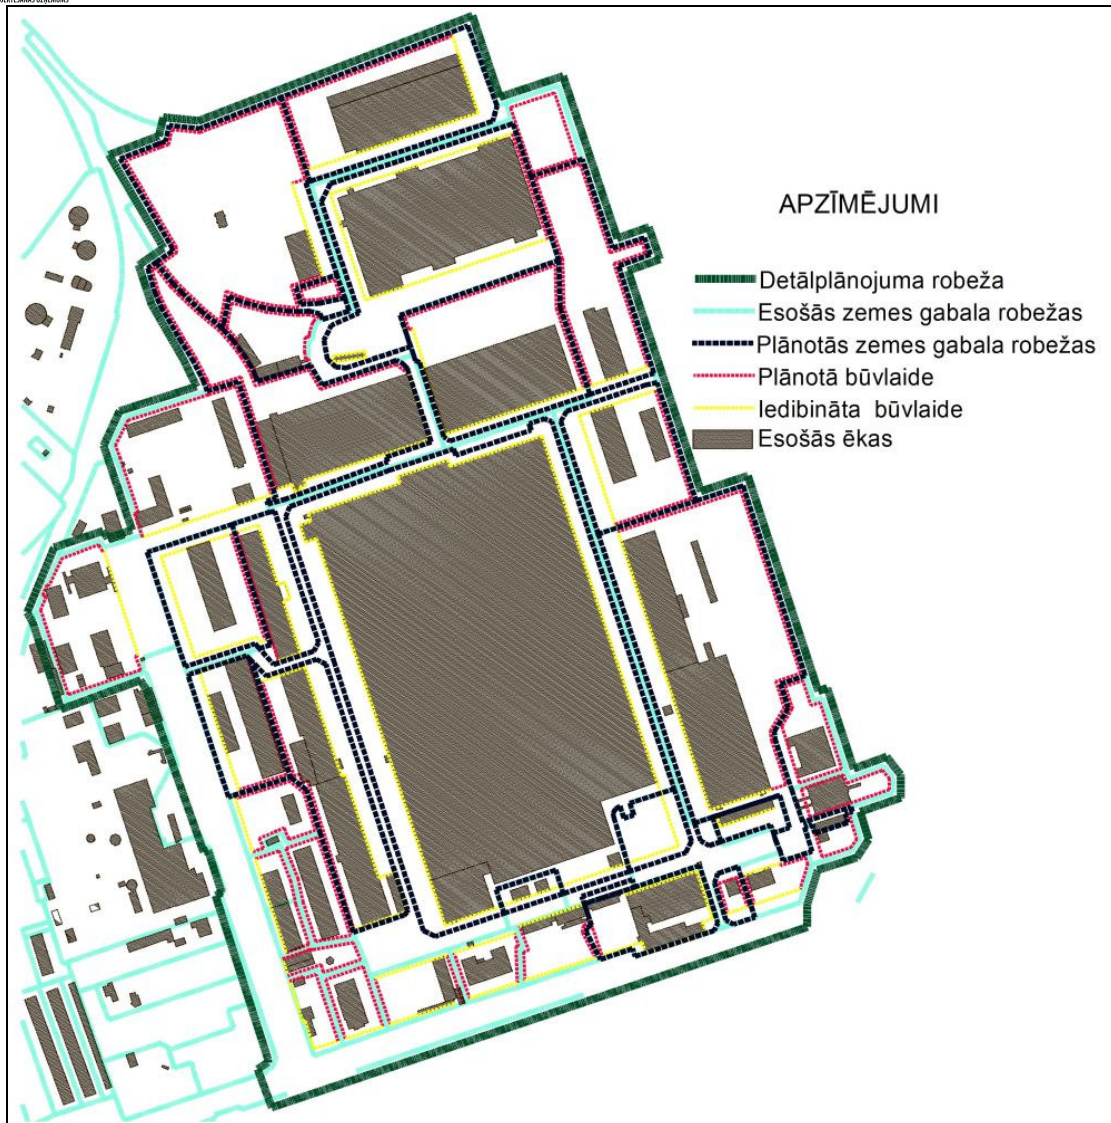 APZĪMĒJUMI
Detālplānojuma robeža
Esošās zemes gabala robežas
Plānotās zemes gabala robežas
Plānotā būvlaide
Iedibināta būvlaide
Esošās ēkas